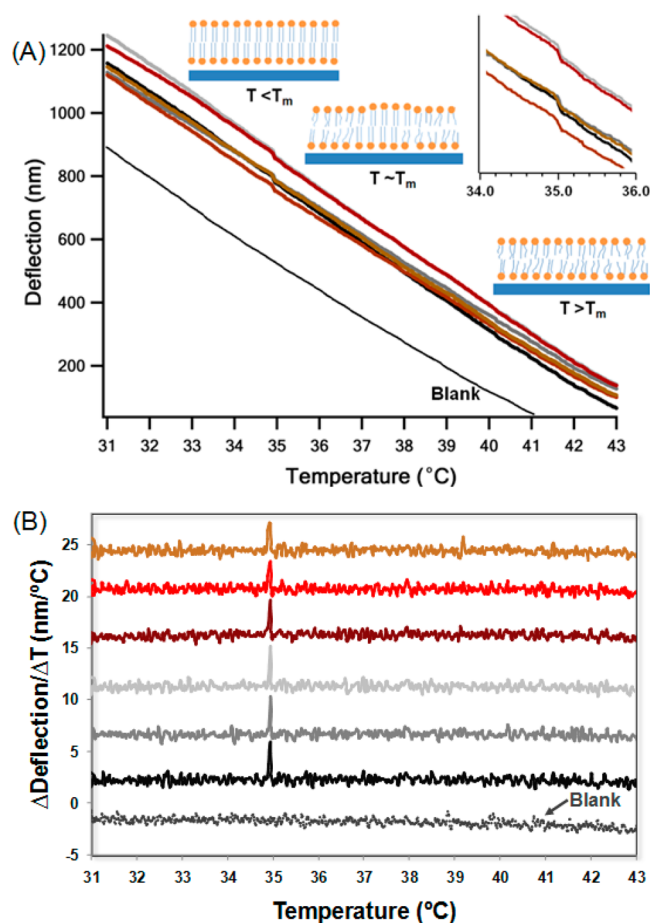 (A)
1200
1000
800
600
400
200
Deflection (nm)
T <Tm
T ~Tm
T >Tm
34.0 35.0 36.0
Blank
31 32 33 34 35 36 37 38 39 40 41 42 43
Temperature (°C)
(B)
25
20
15
10
5
0
-5
ΔDeflection/ΔT (nm/ºC)
Blank
31 32 33 34 35 36 37 38 39 40 41 42 43
Temperature (ºC)